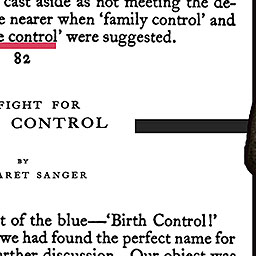 cast aside as not meeting the de-
e nearer when 'family control' and
e control' were suggested.
82
FIGHT FOR
CONTROL
BY
ARET SANGER
t of the blue—'Birth Control!'
we had found the perfect name for
rther discussion. Our object was